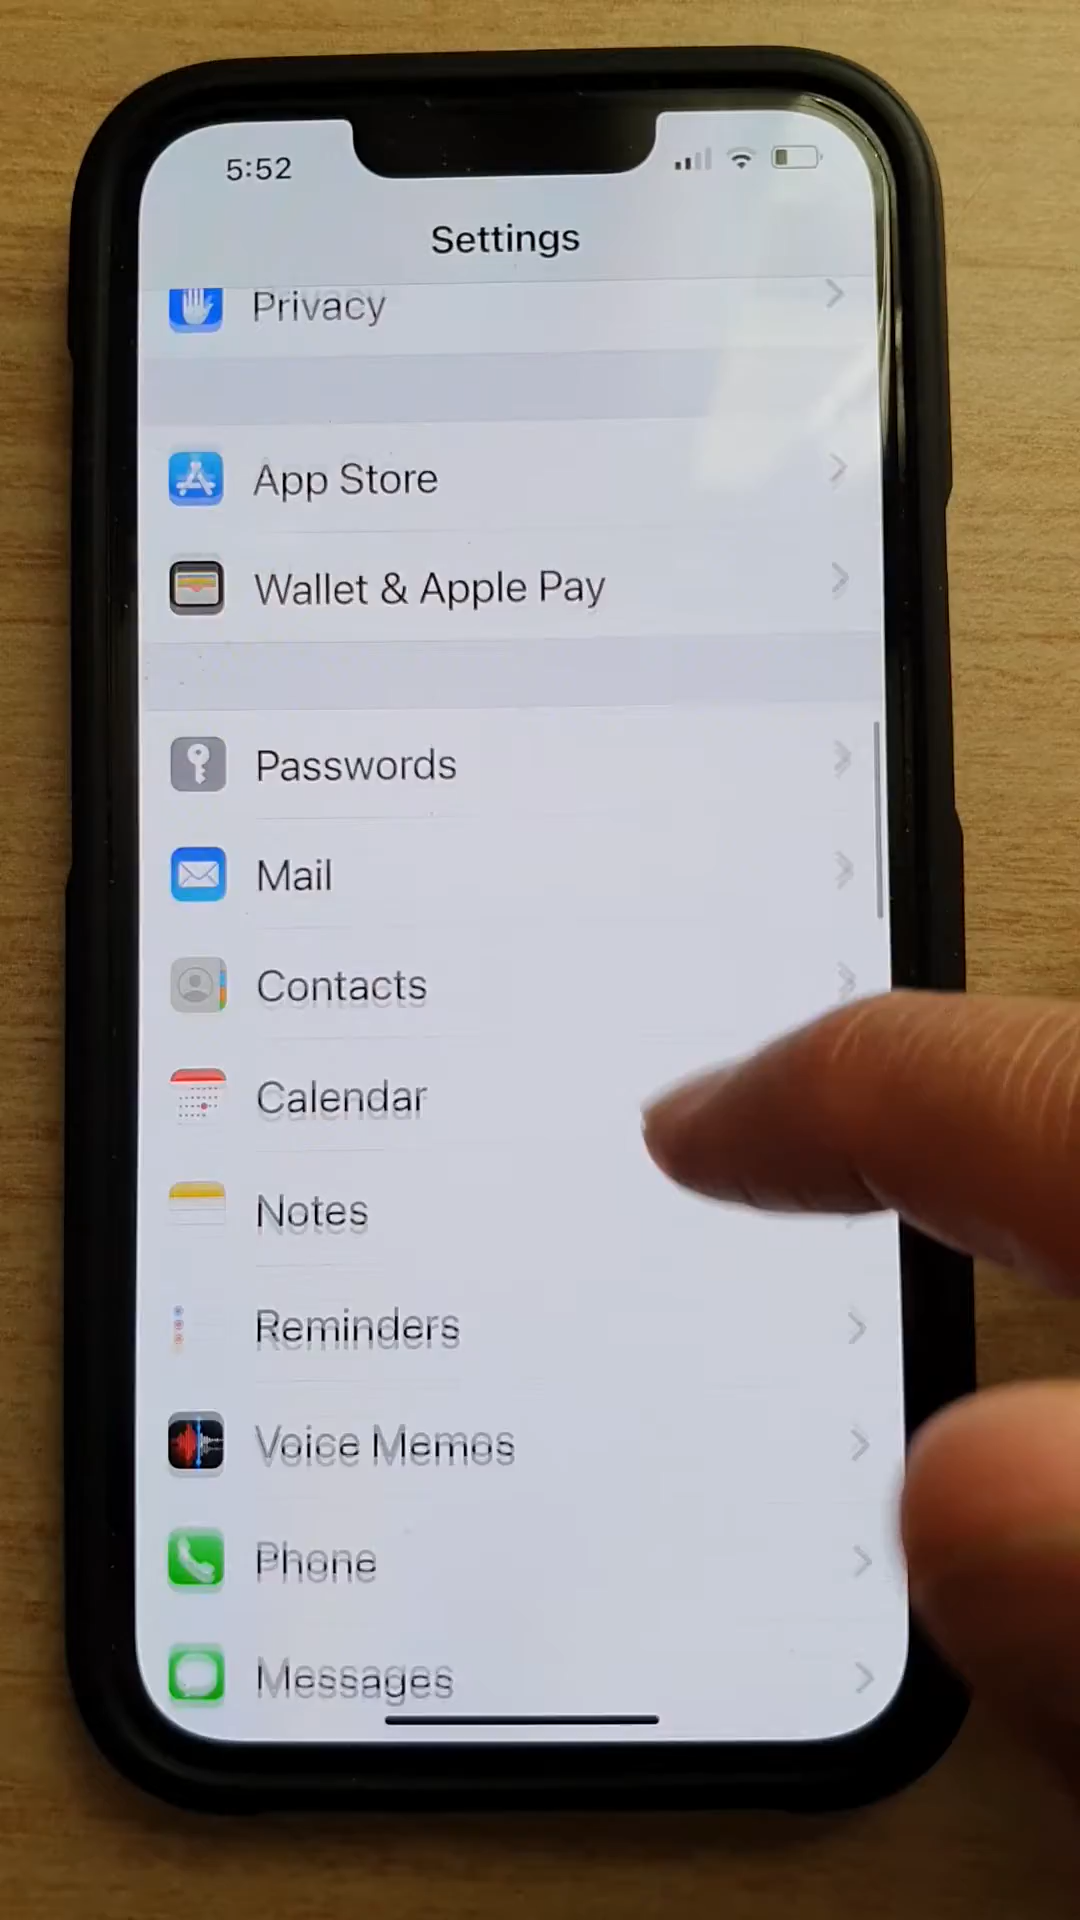 5:52
Settings
Privacy
App Store
Wallet & Apple Pay
Passwords
Mail
Contacts
Calendar
Notes
Reminders
Voice Memos
Phone
Messages